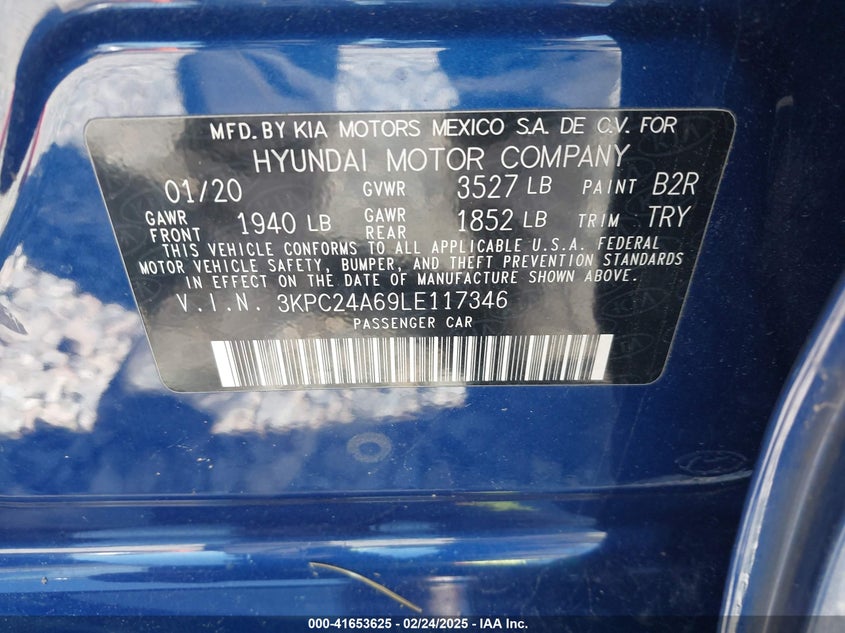 MFD. BY KIA MOTORS MEXICO S.A. DE C.V. FOR
HYUNDAI MOTOR COMPANY
01/20 GVWR 3527 LB PAINT B2R
GAWR FRONT 1940 LB GAWR REAR 1852 LB TRIM TRY
THIS VEHICLE CONFORMS TO ALL APPLICABLE U.S.A. FEDERAL
MOTOR VEHICLE SAFETY, BUMPER, AND THEFT PREVENTION STANDARDS
IN EFFECT ON THE DATE OF MANUFACTURE SHOWN ABOVE.
V.I.N. 3KPC24A69LE117346
PASSENGER CAR
000-41653625 - 02/24/2025 - IAA Inc.